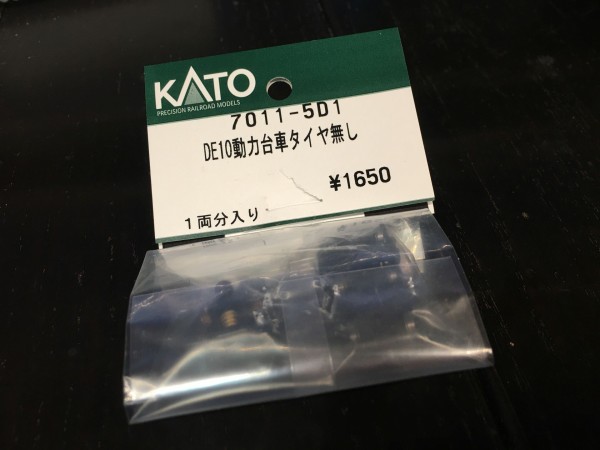 KATO
PRECISION RAILROAD MODELS
7011-5D1
DE10動力台車タイヤ無し
¥1650
1両分入り